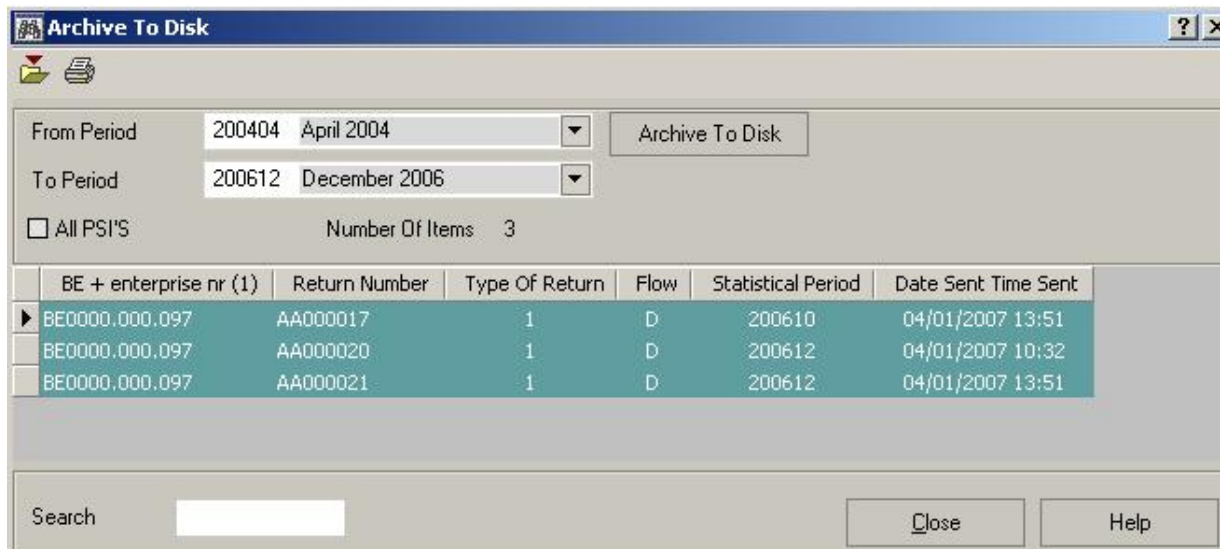 Archive To Disk
From Period 200404 April 2004 Archive To Disk
To Period 200612 December 2006
All PSI'S Number Of Items 3
BE + enterprise nr (1) Return Number Type Of Return Flow Statistical Period Date Sent Time Sent
BE0000.000.097 AA000017 1 D 200610 04/01/2007 13:51
BE0000.000.097 AA000020 1 D 200612 04/01/2007 10:32
BE0000.000.097 AA000021 1 D 200612 04/01/2007 13:51
Search Close Help